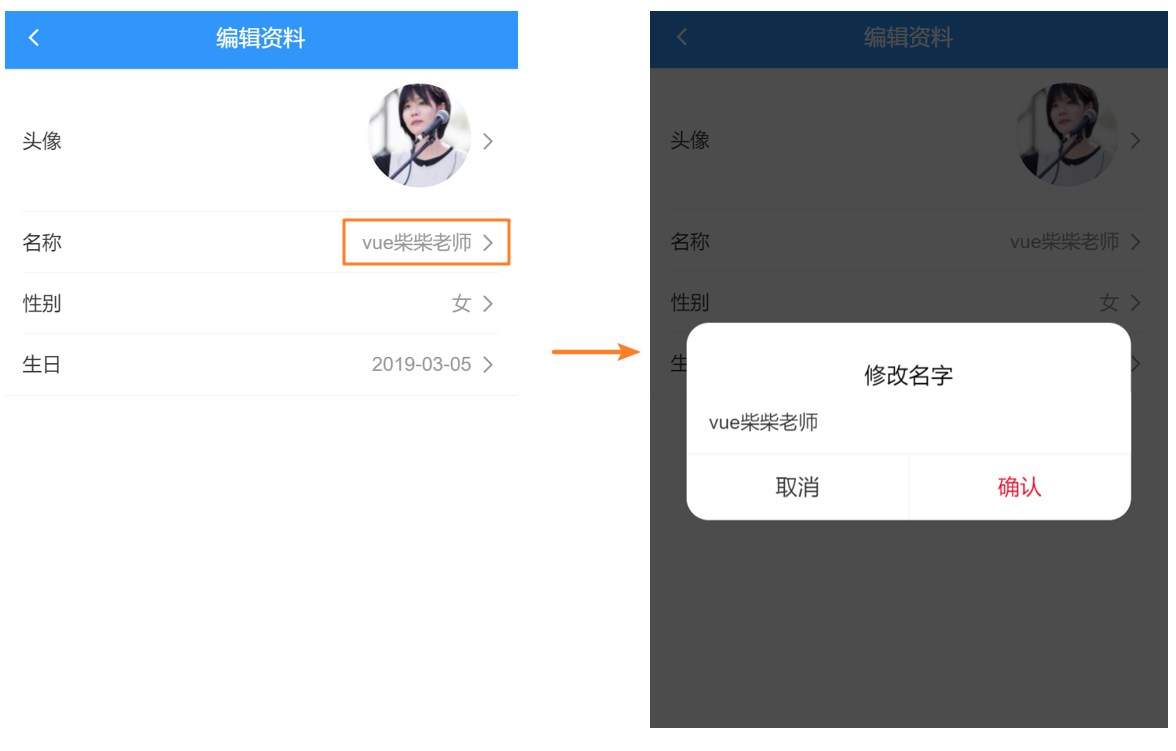 编辑资料
头像
名称 vue柴柴老师
性别 女
生日 2019-03-05
编辑资料
头像
名称 vue柴柴老师
性别 女
生
修改名字
vue柴柴老师
取消 确认